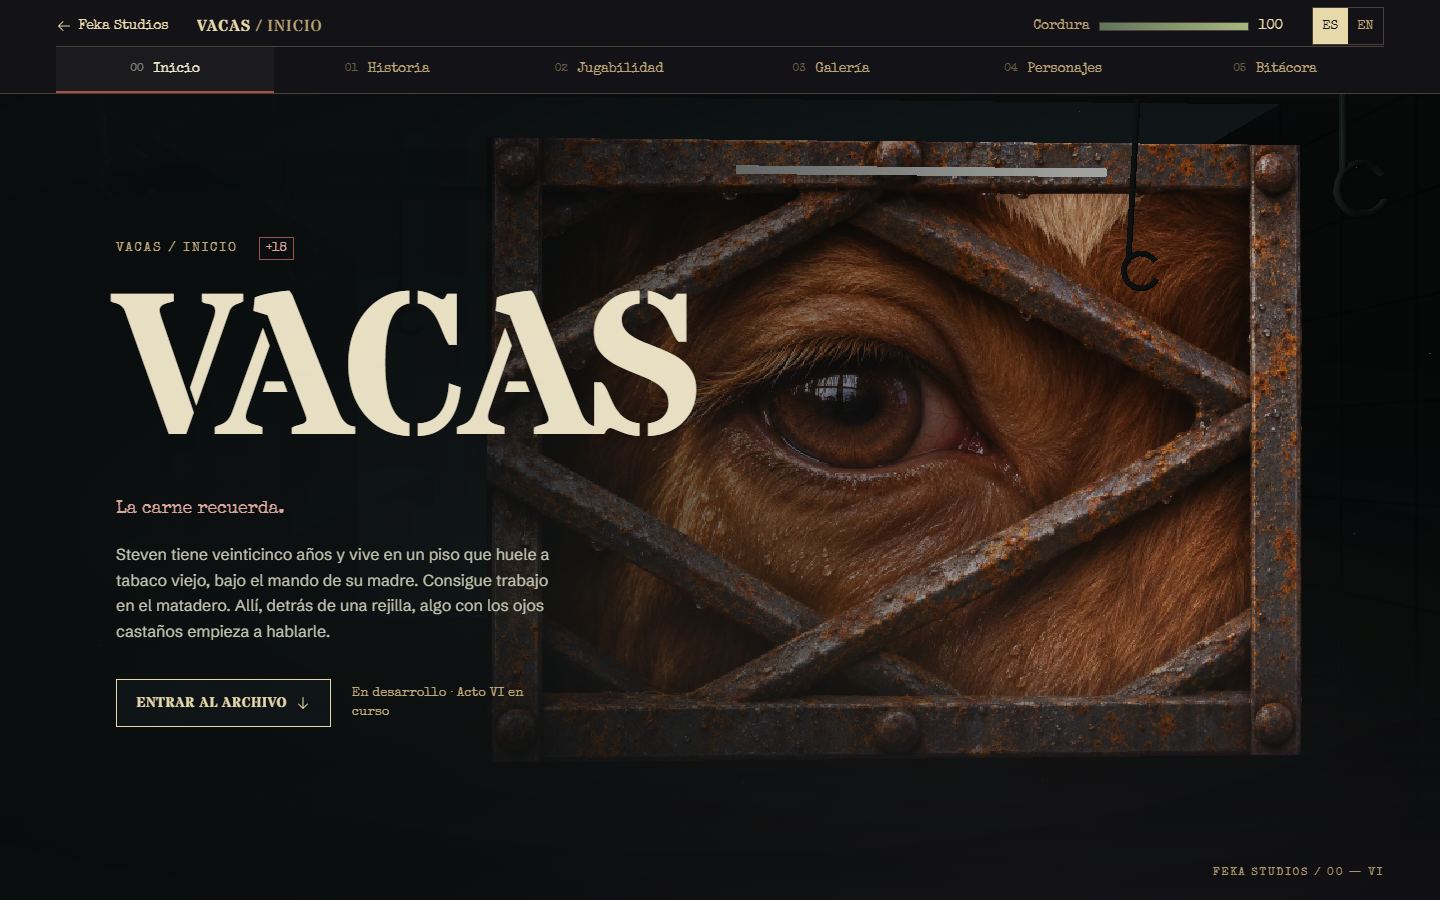 ← Feka Studios VACAS / INICIO Cordura 100 ES EN
00 Inicio 01 Historia 02 Jugabilidad 03 Galería 04 Personajes 05 Bitácora
VACAS / INICIO +18
VACAS
La carne recuerda.
Steven tiene veinticinco años y vive en un piso que huele a
tabaco viejo, bajo el mando de su madre. Consigue trabajo
en el matadero. Allí, detrás de una rejilla, algo con los ojos
castaños empieza a hablarle.
ENTRAR AL ARCHIVO ↓
En desarrollo · Acto VI en
curso
FEKA STUDIOS / 00 — VI